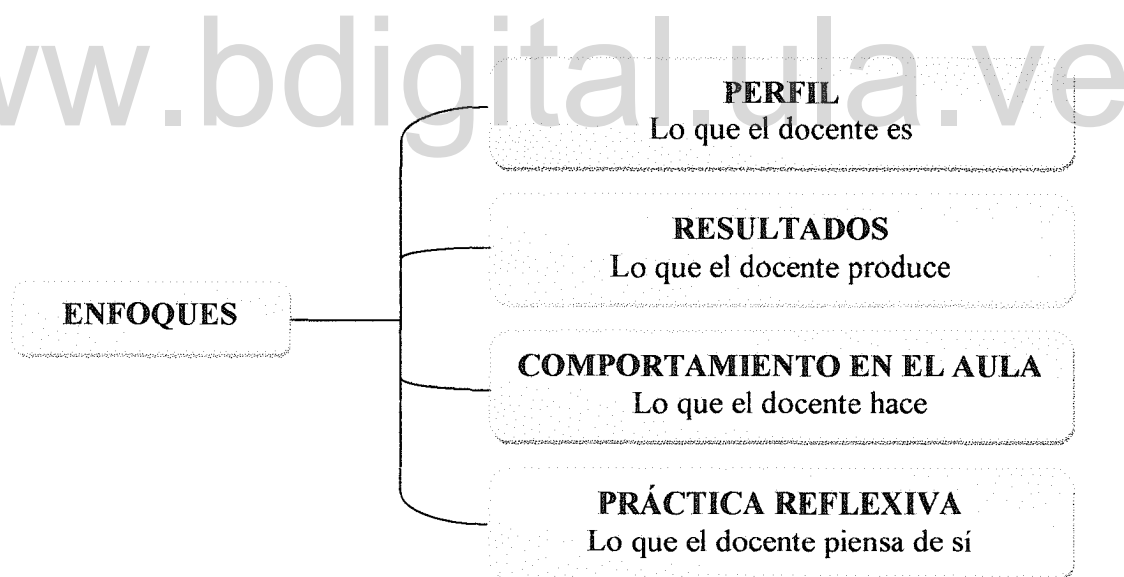 vw.bdigital.ula.ve
PERFIL
Lo que el docente es
RESULTADOS
Lo que el docente produce
ENFOQUES
COMPORTAMIENTO EN EL AULA
Lo que el docente hace
PRÁCTICA REFLEXIVA
Lo que el docente piensa de sí